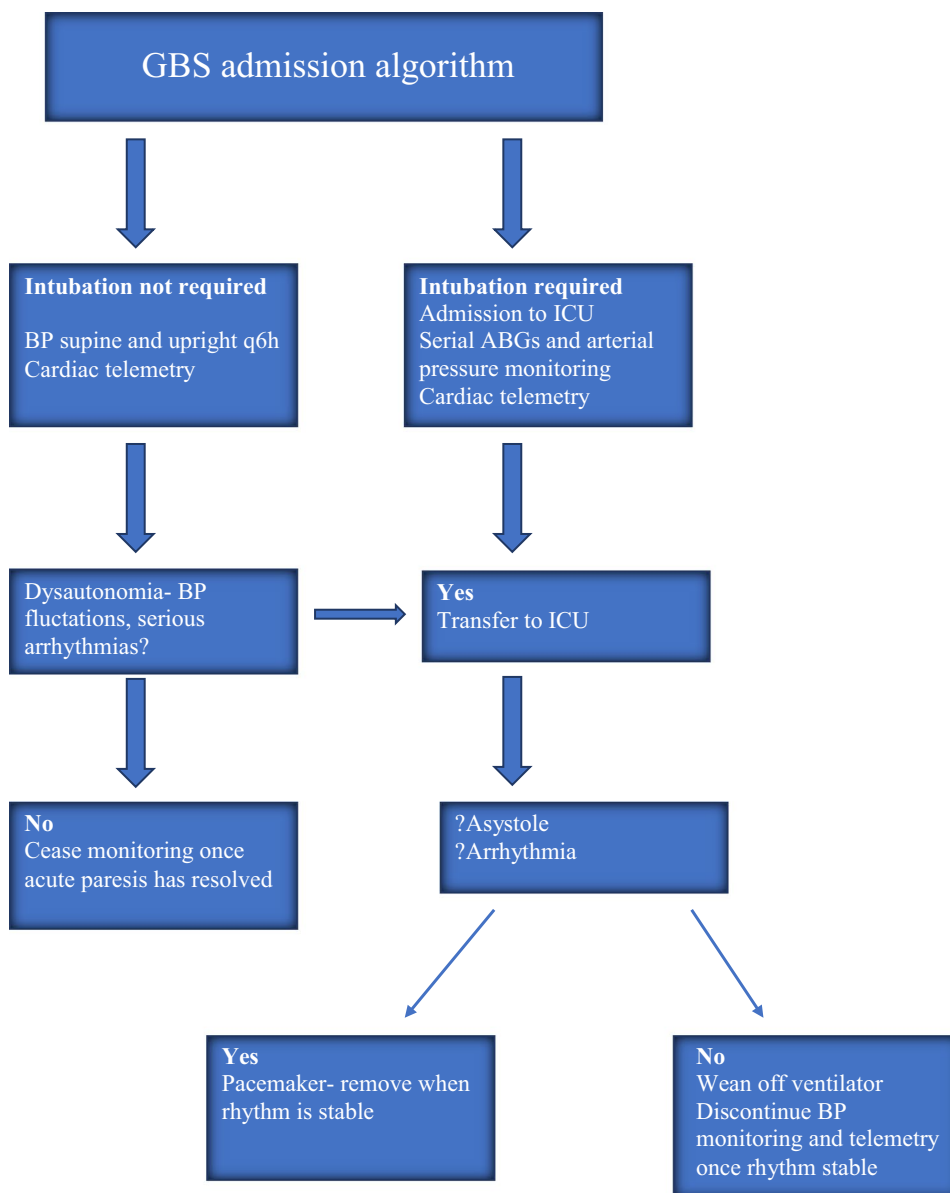 GBS admission algorithm
Intubation not required
BP supine and upright q6h
Cardiac telemetry
Intubation required
Admission to ICU
Serial ABGs and arterial
pressure monitoring
Cardiac telemetry
Dysautonomia- BP
fluctations, serious
arrhythmias?
Yes
Transfer to ICU
No
Cease monitoring once
acute paresis has resolved
?Asystole
?Arrhythmia
Yes
Pacemaker- remove when
rhythm is stable
No
Wean off ventilator
Discontinue BP
monitoring and telemetry
once rhythm stable